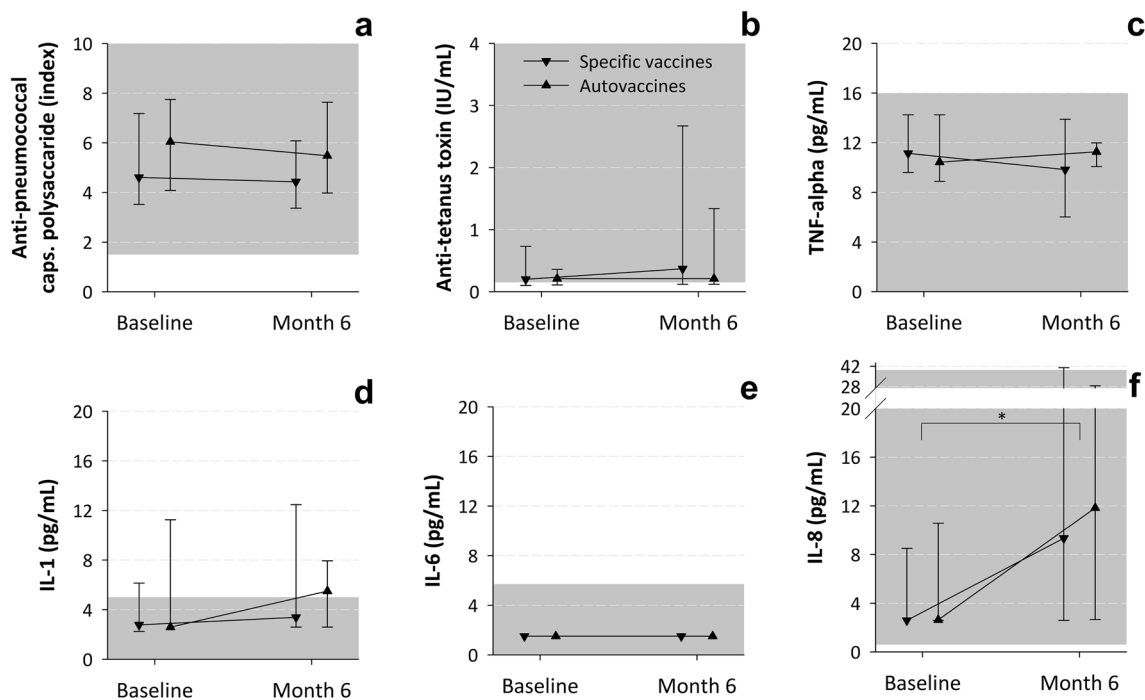 a
Anti-pneumococcal
caps. polysaccaride (index)
10
8
6
4
2
0
Baseline Month 6
b
Anti-tetanus toxin (IU/mL)
4
3
2
1
0
Specific vaccines
Autovaccines
Baseline Month 6
c
TNF-alpha (pg/mL)
20
16
12
8
4
0
Baseline Month 6
d
IL-1 (pg/mL)
20
16
12
8
4
0
Baseline Month 6
e
IL-6 (pg/mL)
20
16
12
8
4
0
Baseline Month 6
f
IL-8 (pg/mL)
42
28
20
16
12
8
4
0
*
Baseline Month 6